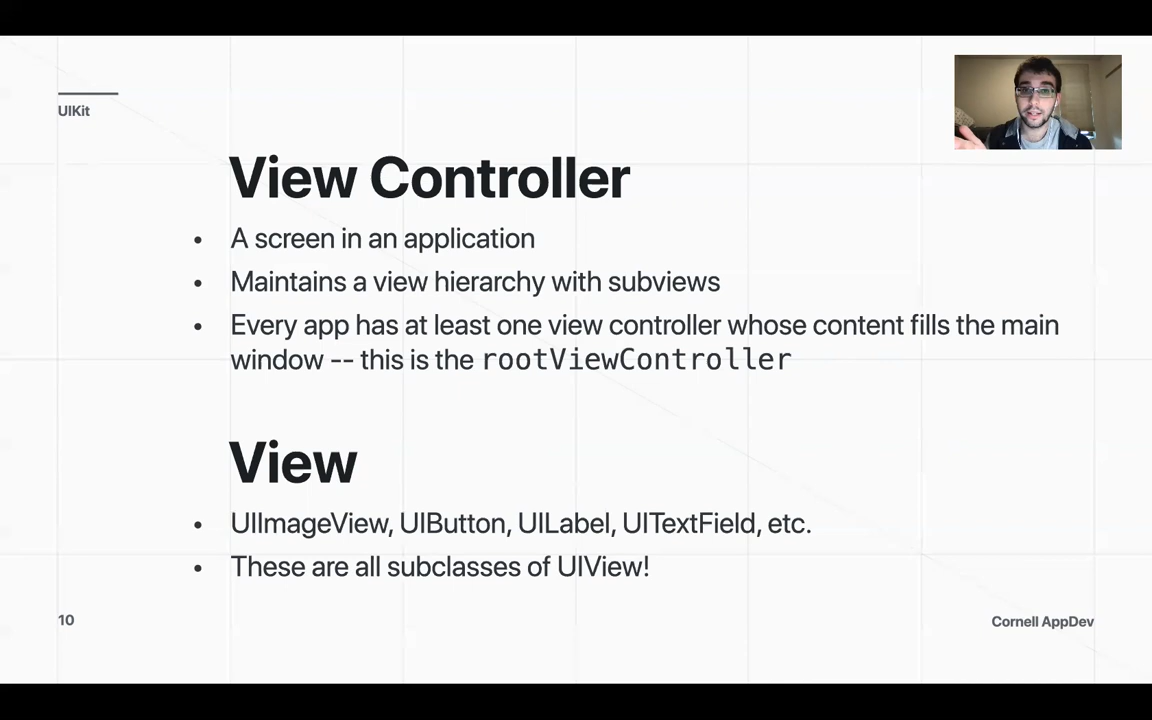 UIKit
View Controller
• A screen in an application
• Maintains a view hierarchy with subviews
• Every app has at least one view controller whose content fills the main
window -- this is the rootViewController
View
• UIImageView, UIButton, UILabel, UITextField, etc.
• These are all subclasses of UIView!
10
Cornell AppDev